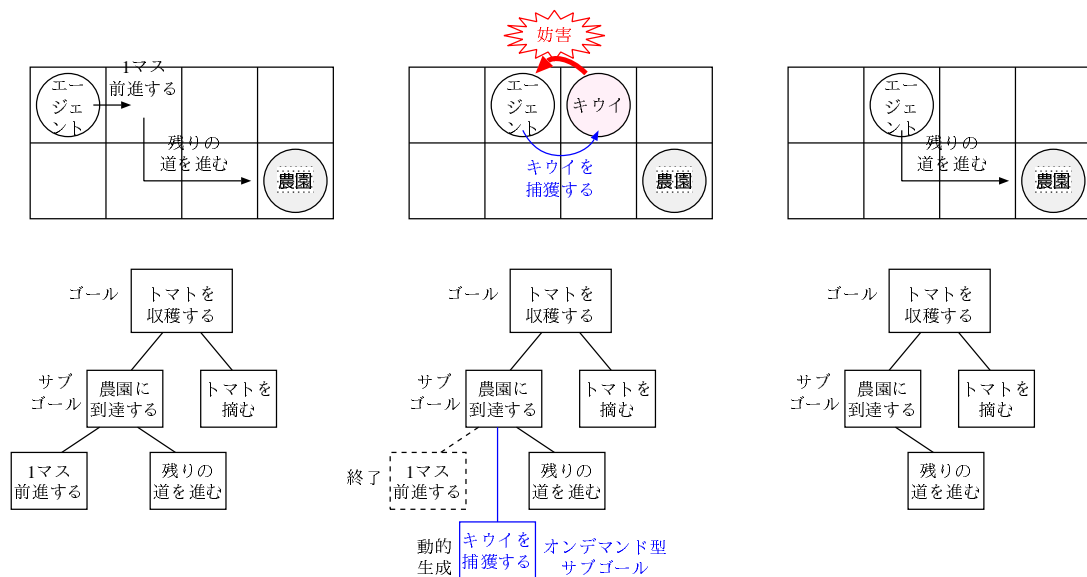 1マス
前進する
エー
ジェ
ント
残りの
道を進む
農園
ゴール
トマトを
収穫する
サブ
ゴール
農園に
到達する
トマトを
摘む
1マス
前進する
残りの
道を進む
妨害
エー
ジェ
ント
キウイ
キウイを
捕獲する
農園
ゴール
トマトを
収穫する
サブ
ゴール
農園に
到達する
トマトを
摘む
終了
1マス
前進する
残りの
道を進む
動的
生成
キウイを
捕獲する
オンデマンド型
サブゴール
エー
ジェ
ント
残りの
道を進む
農園
ゴール
トマトを
収穫する
サブ
ゴール
農園に
到達する
トマトを
摘む
残りの
道を進む